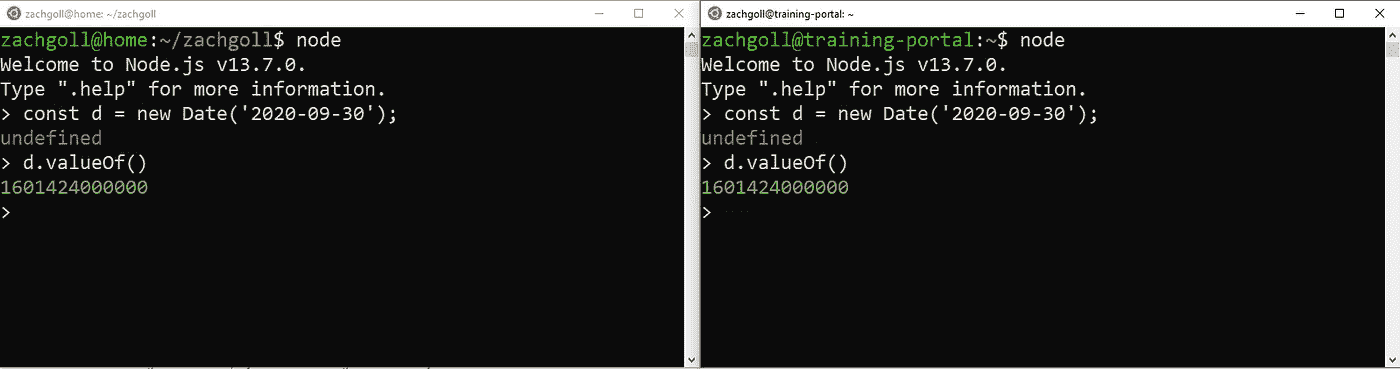 zachgoll@home: ~/zachgoll
zachgoll@home:~/zachgoll$ node
Welcome to Node.js v13.7.0.
Type ".help" for more information.
> const d = new Date('2020-09-30');
undefined
> d.valueOf()
1601424000000
>
zachgoll@training-portal: ~
zachgoll@training-portal:~$ node
Welcome to Node.js v13.7.0.
Type ".help" for more information.
> const d = new Date('2020-09-30');
undefined
> d.valueOf()
1601424000000
>